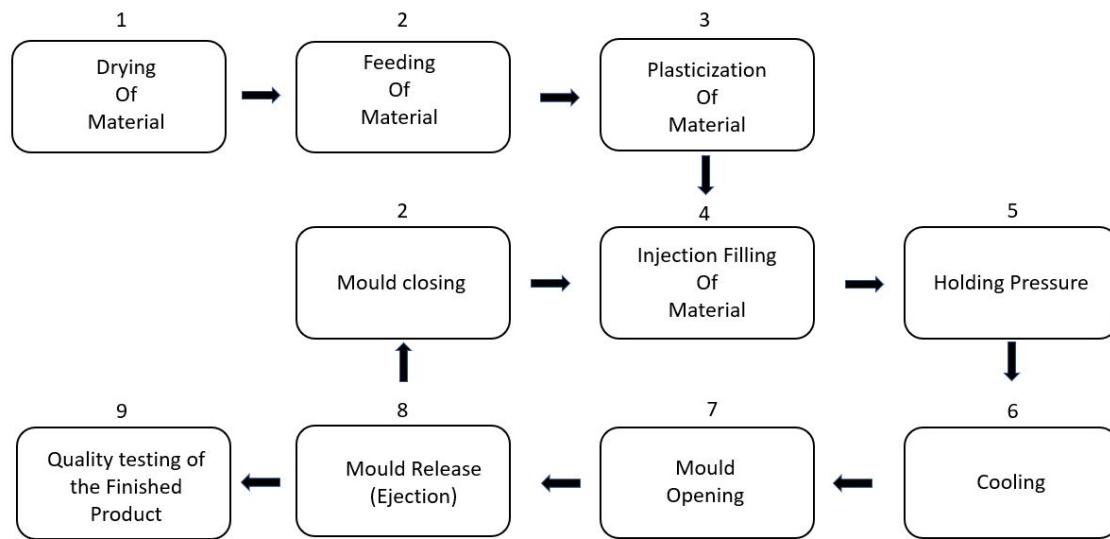 1
Drying
Of
Material
2
Feeding
Of
Material
3
Plasticization
Of
Material
2
Mould closing
4
Injection Filling
Of
Material
5
Holding Pressure
9
Quality testing of
the Finished
Product
8
Mould Release
(Ejection)
7
Mould
Opening
6
Cooling